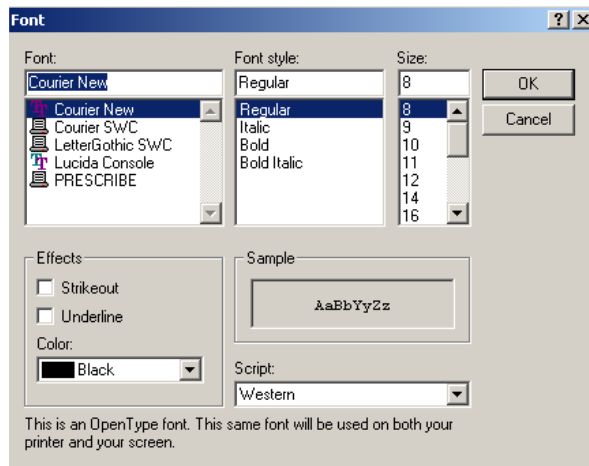 Font
Font: Font style: Size:
Courier New Regular 8
Courier New Regular 8
Courier SWC Italic 9
LetterGothic SWC Bold 10
Lucida Console Bold Italic 11
PRESCRIBE 12
14
16
OK
Cancel
Effects
Strikeout
Underline
Color:
Black
Sample
AaBbYyZz
Script:
Western
This is an OpenType font. This same font will be used on both your
printer and your screen.